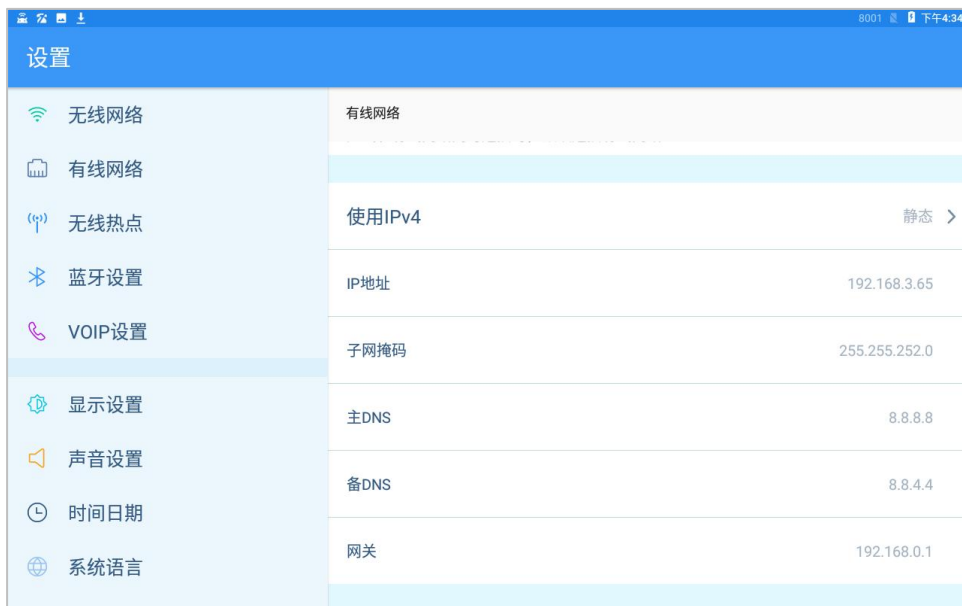 8001 下午4:34
设置
无线网络
有线网络
无线热点
蓝牙设置
VOIP设置
显示设置
声音设置
时间日期
系统语言
有线网络
使用IPv4 静态
IP地址 192.168.3.65
子网掩码 255.255.252.0
主DNS 8.8.8.8
备DNS 8.8.4.4
网关 192.168.0.1